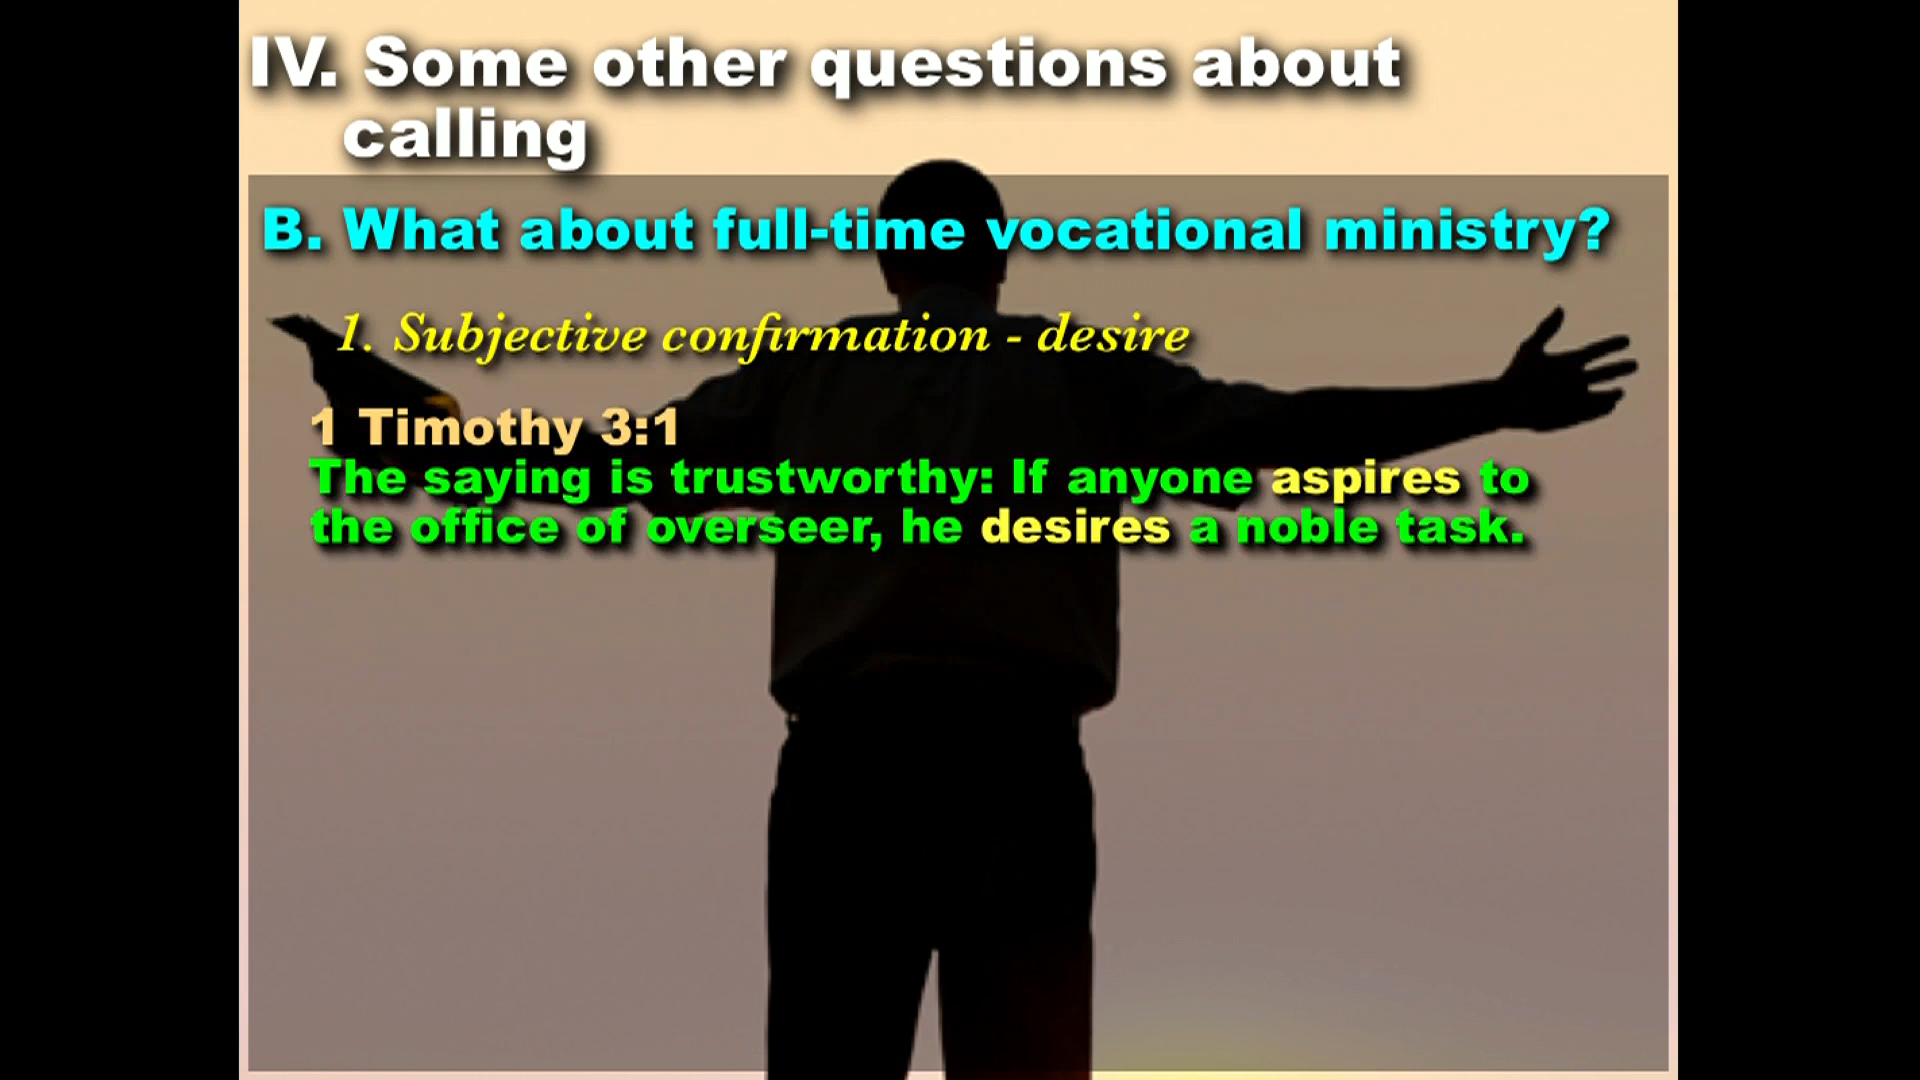 IV. Some other questions about
calling
B. What about full-time vocational ministry?
1. Subjective confirmation - desire
1 Timothy 3:1
The saying is trustworthy: If anyone aspires to
the office of overseer, he desires a noble task.